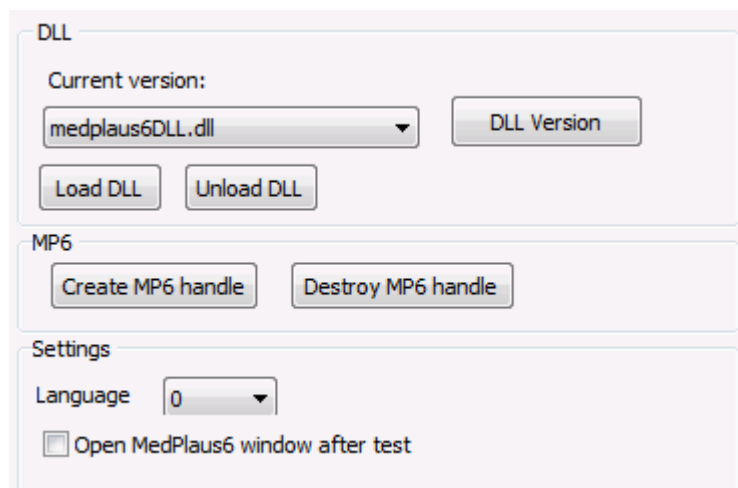 DLL
Current version:
medplaus6DLL.dll
DLL Version
Load DLL Unload DLL
MP6
Create MP6 handle Destroy MP6 handle
Settings
Language 0
Open MedPlaus6 window after test